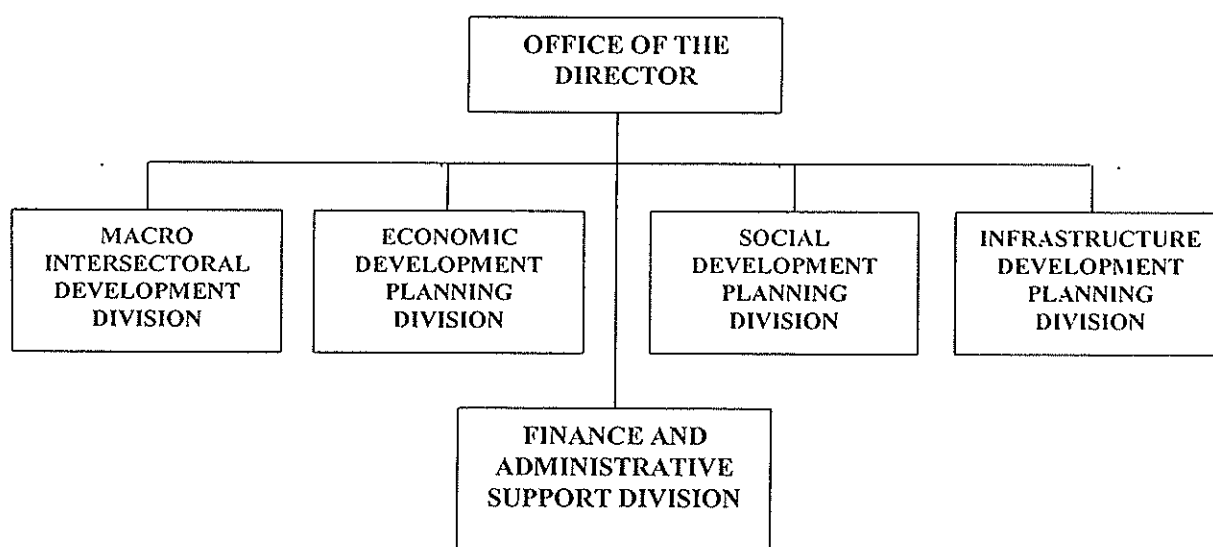 OFFICE OF THE
DIRECTOR
MACRO
INTERSECTORAL
DEVELOPMENT
DIVISION
ECONOMIC
DEVELOPMENT
PLANNING
DIVISION
SOCIAL
DEVELOPMENT
PLANNING
DIVISION
INFRASTRUCTURE
DEVELOPMENT
PLANNING
DIVISION
FINANCE AND
ADMINISTRATIVE
SUPPORT DIVISION